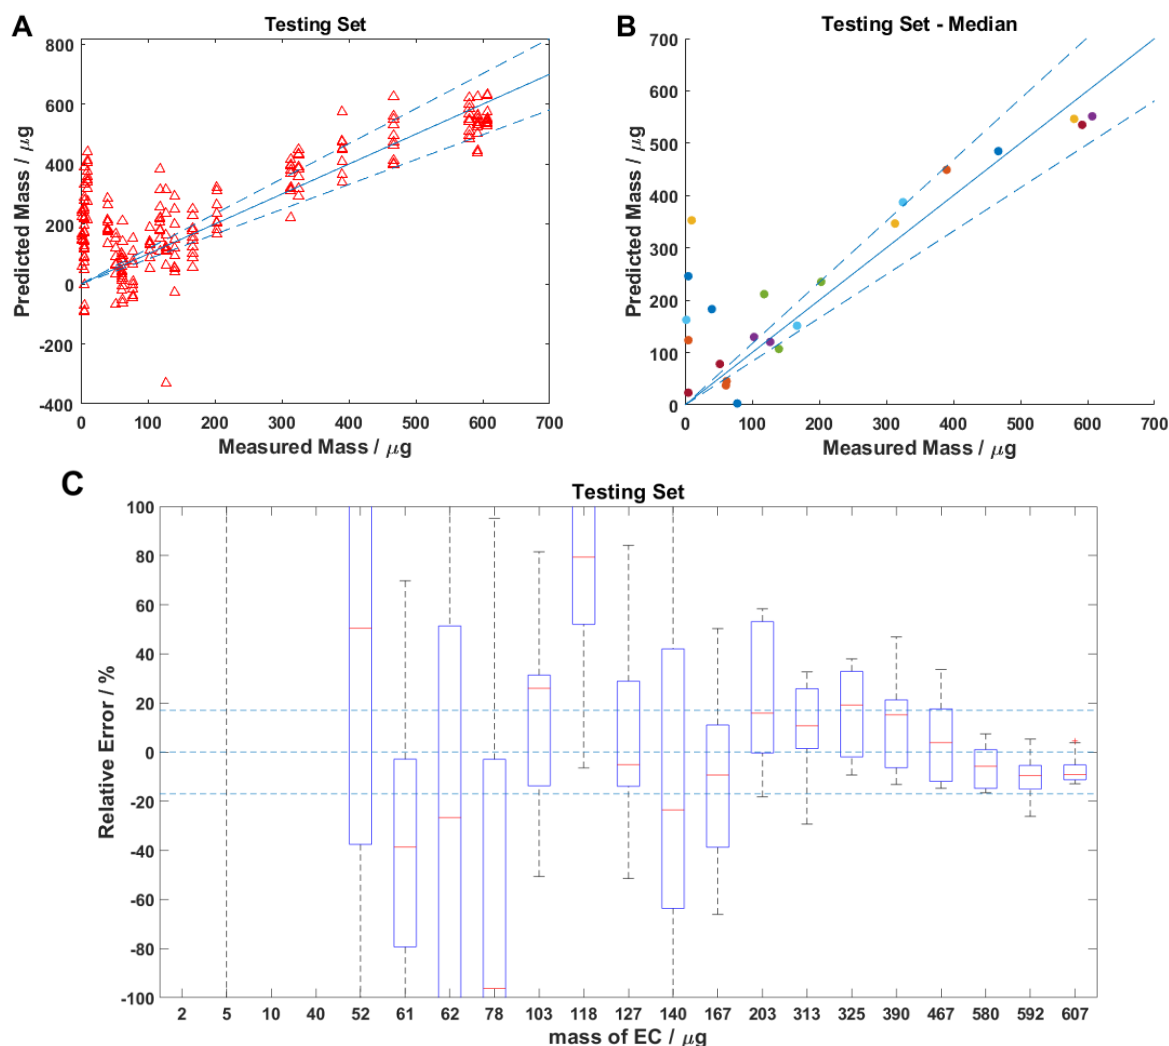 A
Testing Set
800
600
400
200
0
-200
-400
0 100 200 300 400 500 600 700
Predicted Mass / µg
Measured Mass / µg
B
Testing Set - Median
700
600
500
400
300
200
100
0
0 100 200 300 400 500 600 700
Predicted Mass / µg
Measured Mass / µg
C
Testing Set
100
80
60
40
20
0
-20
-40
-60
-80
-100
Relative Error / %
2 5 10 40 52 61 62 78 103 118 127 140 167 203 313 325 390 467 580 592 607
mass of EC / µg